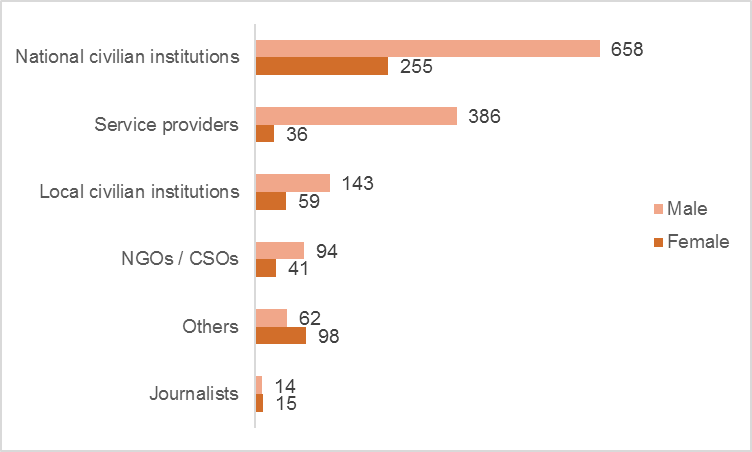 National civilian institutions
658
255
Service providers
386
36
Local civilian institutions
143
59
NGOs / CSOs
94
41
Others
62
98
Journalists
14
15
Male
Female